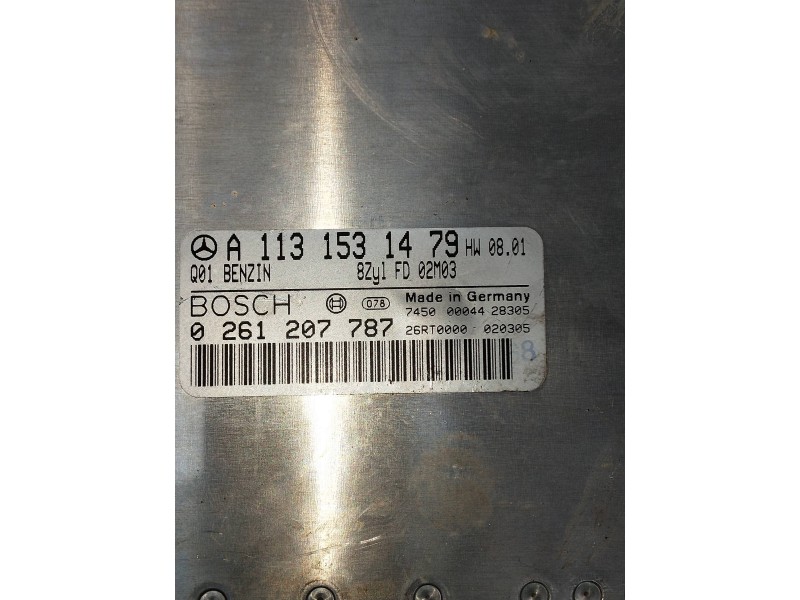 A 113 153 14 79 HW 08.01
Q01 BENZIN 8Zyl FD 02M03
BOSCH 078 Made in Germany
7450 00044 28305
0 261 207 787 26RT0000 020305
68